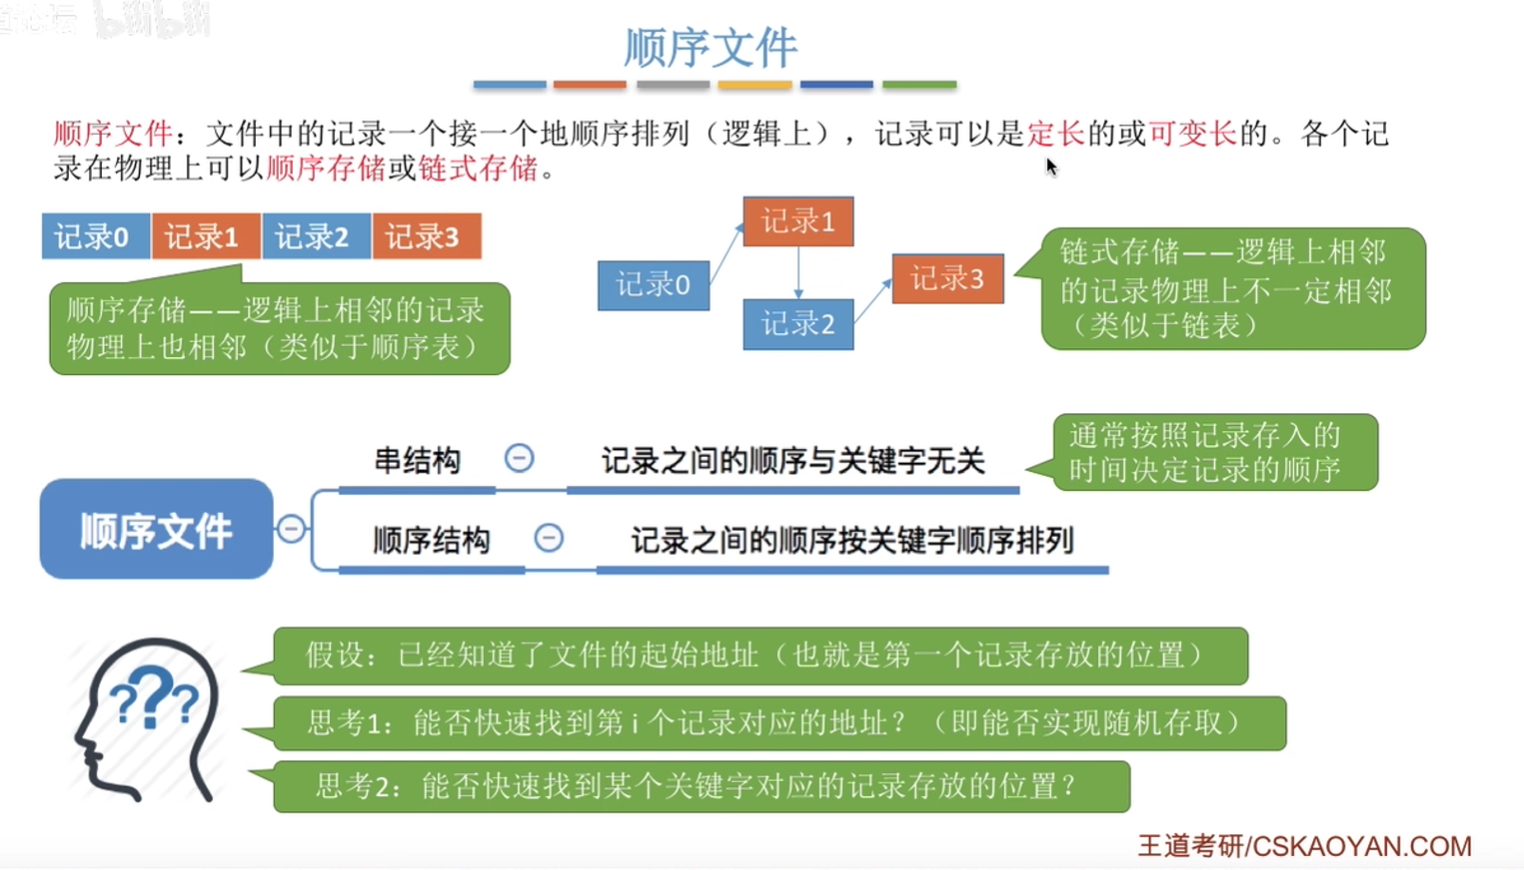 道论坛 bilibili
顺序文件
顺序文件：文件中的记录一个接一个地顺序排列（逻辑上），记录可以是定长的或可变长的。各个记
录在物理上可以顺序存储或链式存储。
记录0 记录1 记录2 记录3
顺序存储——逻辑上相邻的记录
物理上也相邻（类似于顺序表）
记录0
记录1
记录2
记录3
链式存储——逻辑上相邻
的记录物理上不一定相邻
（类似于链表）
顺序文件
串结构
记录之间的顺序与关键字无关
通常按照记录存入的
时间决定记录的顺序
顺序结构
记录之间的顺序按关键字顺序排列
???
假设：已经知道了文件的起始地址（也就是第一个记录存放的位置）
思考1：能否快速找到第 i 个记录对应的地址？（即能否实现随机存取）
思考2：能否快速找到某个关键字对应的记录存放的位置？
王道考研/CSKAOYAN.COM